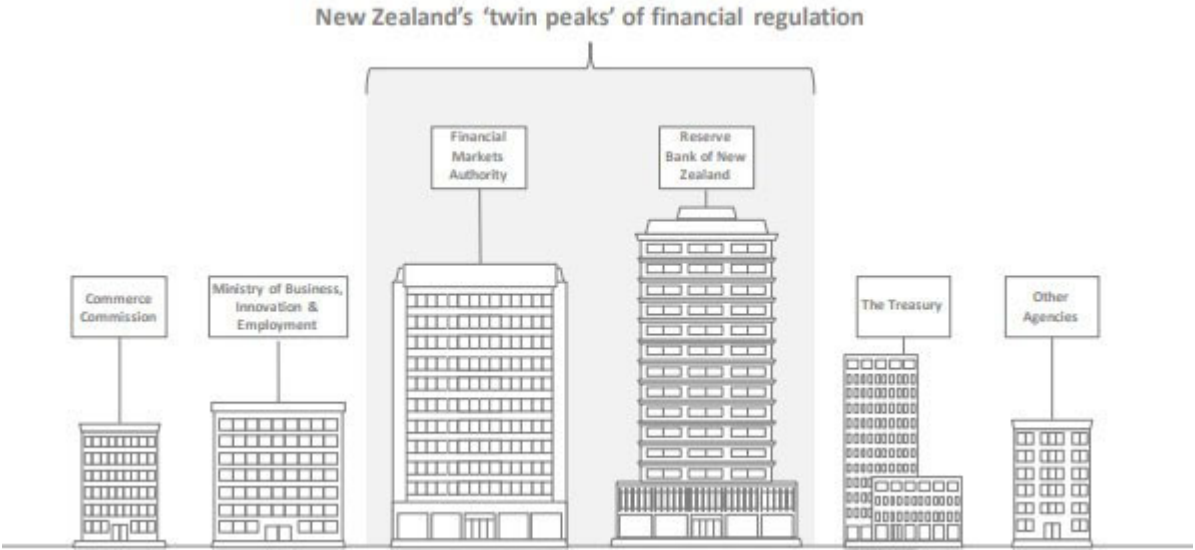 New Zealand's 'twin peaks' of financial regulation
Financial
Markets
Authority
Reserve
Bank of New
Zealand
Commerce
Commission
Ministry of Business,
Innovation &
Employment
The Treasury
Other
Agencies